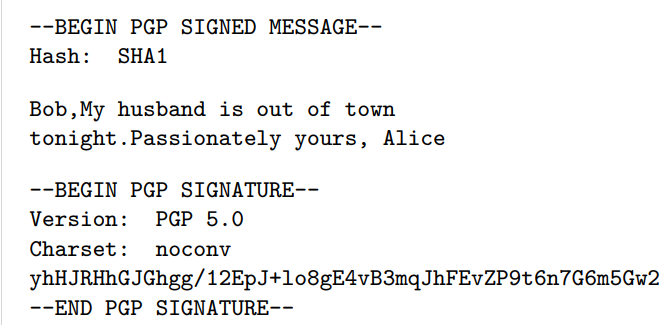 --BEGIN PGP SIGNED MESSAGE--
Hash: SHA1
Bob,My husband is out of town
tonight.Passionately yours, Alice
--BEGIN PGP SIGNATURE--
Version: PGP 5.0
Charset: noconv
yhHJRHhGJGhgg/12EpJ+lo8gE4vB3mqJhFEvZP9t6n7G6m5Gw2
--END PGP SIGNATURE--